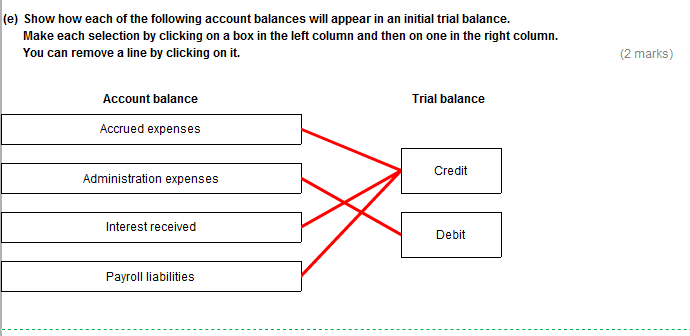 (e) Show how each of the following account balances will appear in an initial trial balance.
Make each selection by clicking on a box in the left column and then on one in the right column.
You can remove a line by clicking on it.
(2 marks)
Account balance
Trial balance
Accrued expenses
Administration expenses
Interest received
Payroll liabilities
Credit
Debit